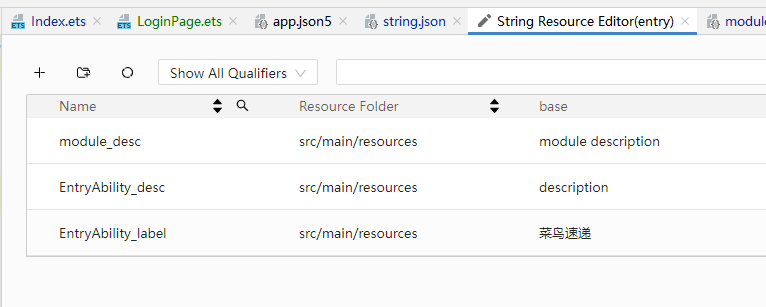 Index.ets LoginPage.ets app.json5 string.json String Resource Editor(entry) module
Show All Qualifiers
Name Resource Folder base
module_desc src/main/resources module description
EntryAbility_desc src/main/resources description
EntryAbility_label src/main/resources 菜鸟速递